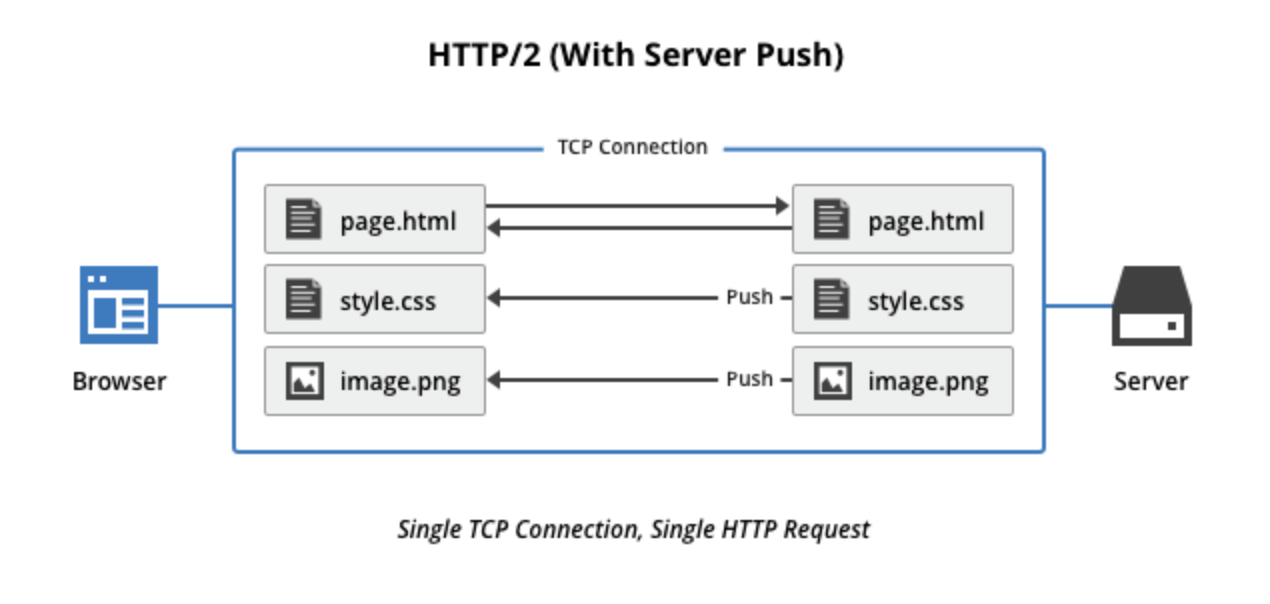 HTTP/2 (With Server Push)
TCP Connection
page.html
page.html
style.css
Push
style.css
image.png
Push
image.png
Browser
Server
Single TCP Connection, Single HTTP Request